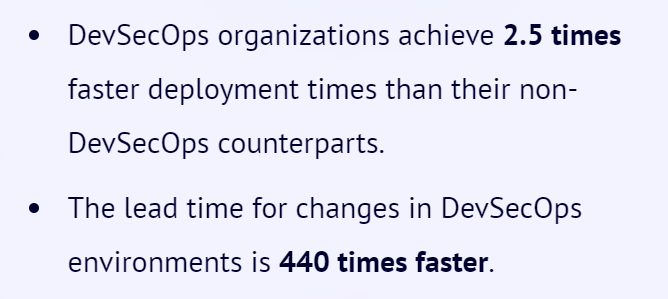 • DevSecOps organizations achieve 2.5 times
faster deployment times than their non-
DevSecOps counterparts.
• The lead time for changes in DevSecOps
environments is 440 times faster.